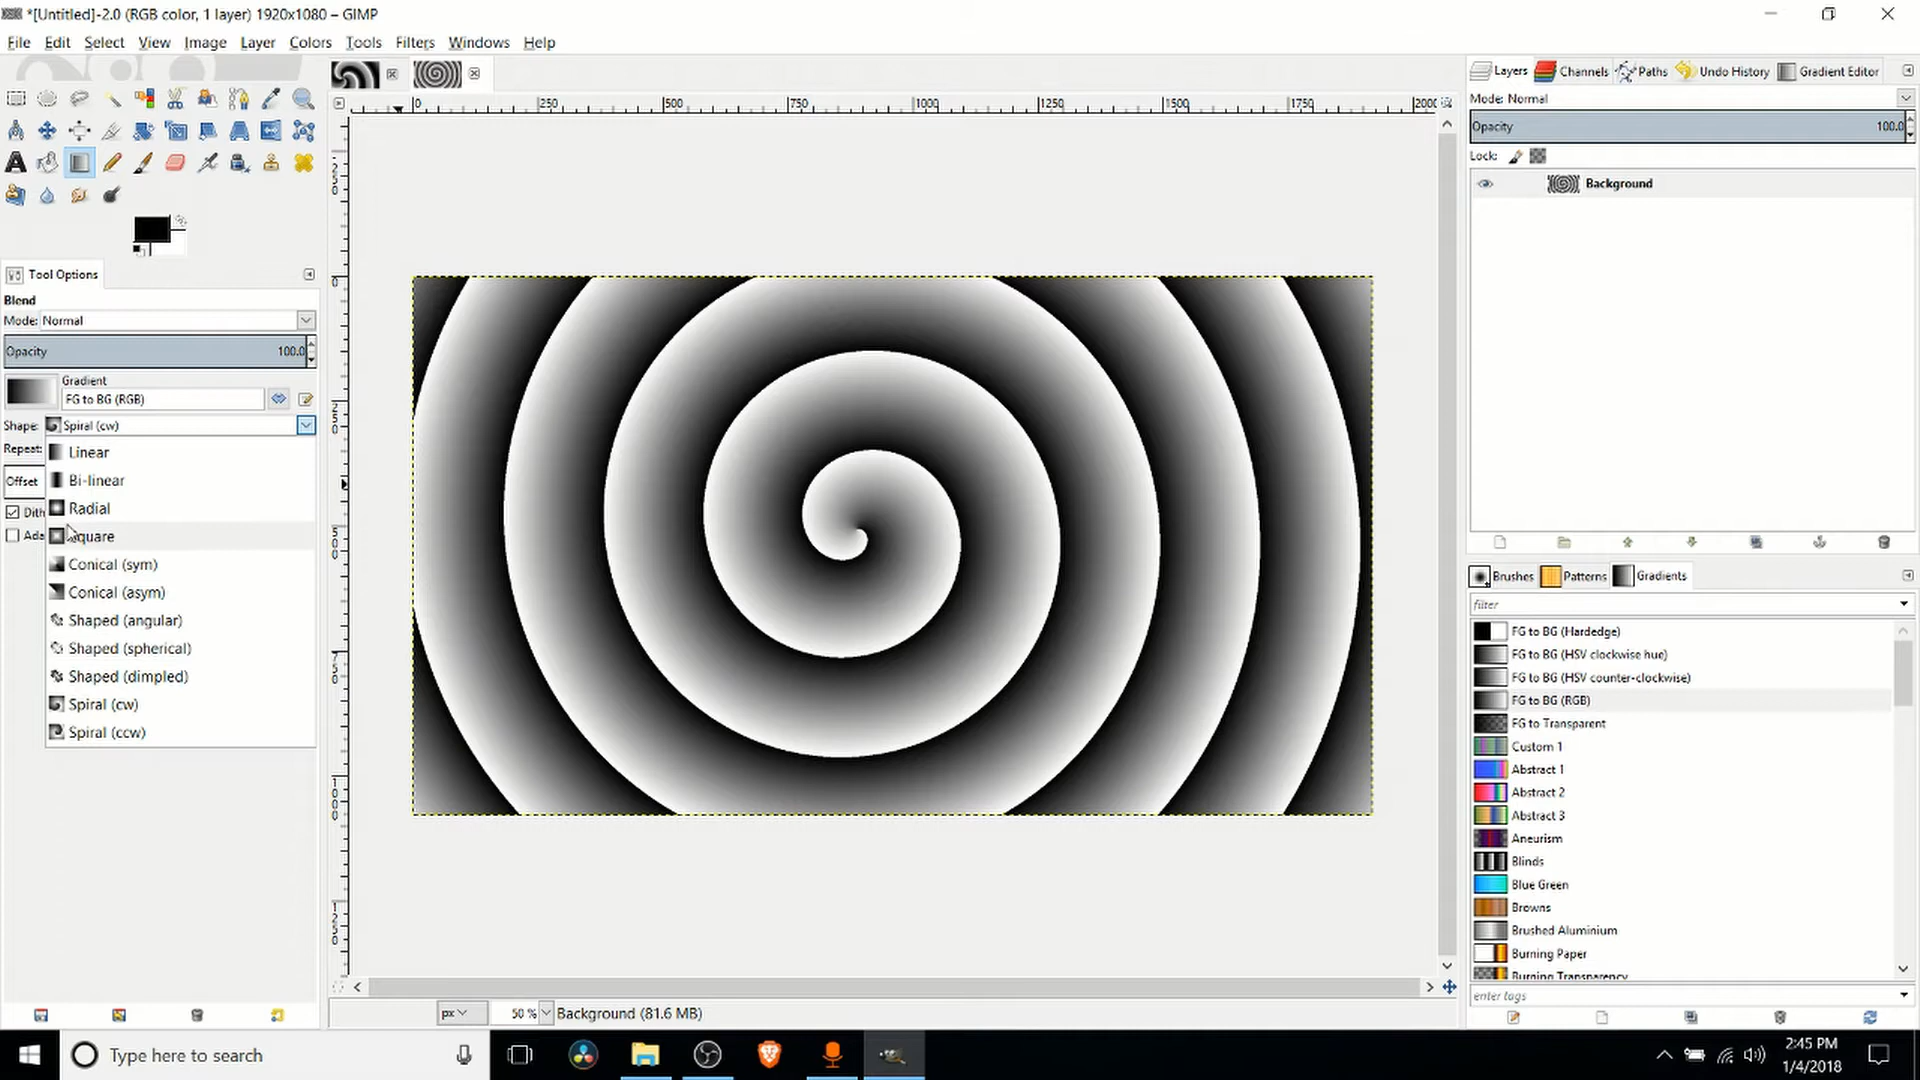 *[Untitled]-2.0 (RGB color, 1 layer) 1920x1080 – GIMP
File Edit Select View Image Layer Colors Tools Filters Windows Help
Layers Channels Paths Undo History Gradient Editor
Mode: Normal
Opacity 100.0
Lock:
Background
0 250 500 750 1000 1250 1500 1750 2000
Tool Options
Blend
Mode: Normal
Opacity 100.0
Gradient
FG to BG (RGB)
Shape: Spiral (cw)
Repeat:
Offset
Dith
Ada
Linear
Bi-linear
Radial
quare
Conical (sym)
Conical (asym)
Shaped (angular)
Shaped (spherical)
Shaped (dimpled)
Spiral (cw)
Spiral (ccw)
Brushes Patterns Gradients
filter
FG to BG (Hardedge)
FG to BG (HSV clockwise hue)
FG to BG (HSV counter-clockwise)
FG to BG (RGB)
FG to Transparent
Custom 1
Abstract 1
Abstract 2
Abstract 3
Aneurism
Blinds
Blue Green
Browns
Brushed Aluminium
Burning Paper
Burning Transparency
enter tags
px 50 % Background (81.6 MB)
Type here to search
2:45 PM
1/4/2018